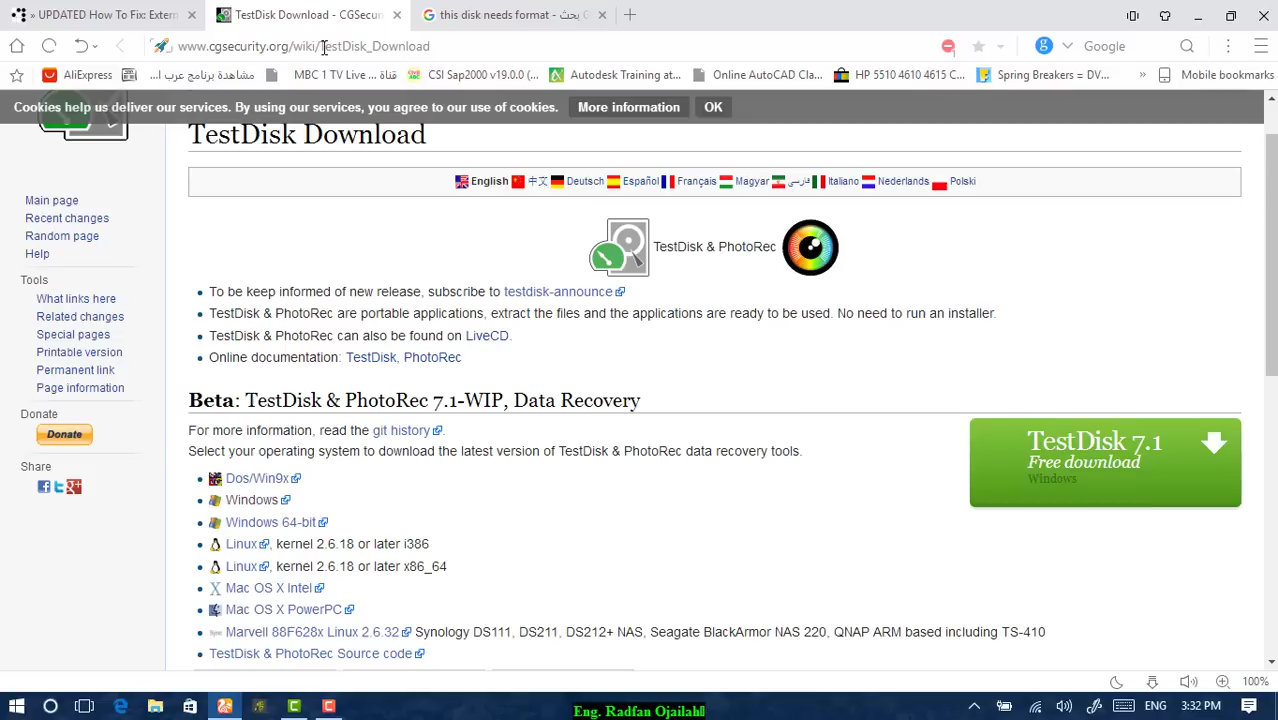 » UPDATED How To Fix: Extern
TestDisk Download - CGSecuri
this disk needs format - بحث G
www.cgsecurity.org/wiki/TestDisk_Download
Google
AliExpress
مشاهدة برنامج عرب ا...
MBC 1 TV Live ... قناة
CSI Sap2000 v19.0.0 (...
Autodesk Training at...
Online AutoCAD Cla...
HP 5510 4610 4615 C...
Spring Breakers = DV...
»
Mobile bookmarks
Cookies help us deliver our services. By using our services, you agree to our use of cookies.
More information
OK
TestDisk Download
English 中文 Deutsch Español Français Magyar فارسی Italiano Nederlands Polski
Main page
Recent changes
Random page
Help
Tools
What links here
Related changes
Special pages
Printable version
Permanent link
Page information
Donate
Donate
Share
TestDisk & PhotoRec
To be keep informed of new release, subscribe to testdisk-announce
TestDisk & PhotoRec are portable applications, extract the files and the applications are ready to be used. No need to run an installer.
TestDisk & PhotoRec can also be found on LiveCD.
Online documentation: TestDisk, PhotoRec
Beta: TestDisk & PhotoRec 7.1-WIP, Data Recovery
For more information, read the git history.
Select your operating system to download the latest version of TestDisk & PhotoRec data recovery tools.
TestDisk 7.1
Free download
Windows
Dos/Win9x
Windows
Windows 64-bit
Linux, kernel 2.6.18 or later i386
Linux, kernel 2.6.18 or later x86_64
Mac OS X Intel
Mac OS X PowerPC
Marvell 88F628x Linux 2.6.32 Synology DS111, DS211, DS212+ NAS, Seagate BlackArmor NAS 220, QNAP ARM based including TS-410
TestDisk & PhotoRec Source code
100%
Eng. Radfan Ojailah
ENG
3:32 PM